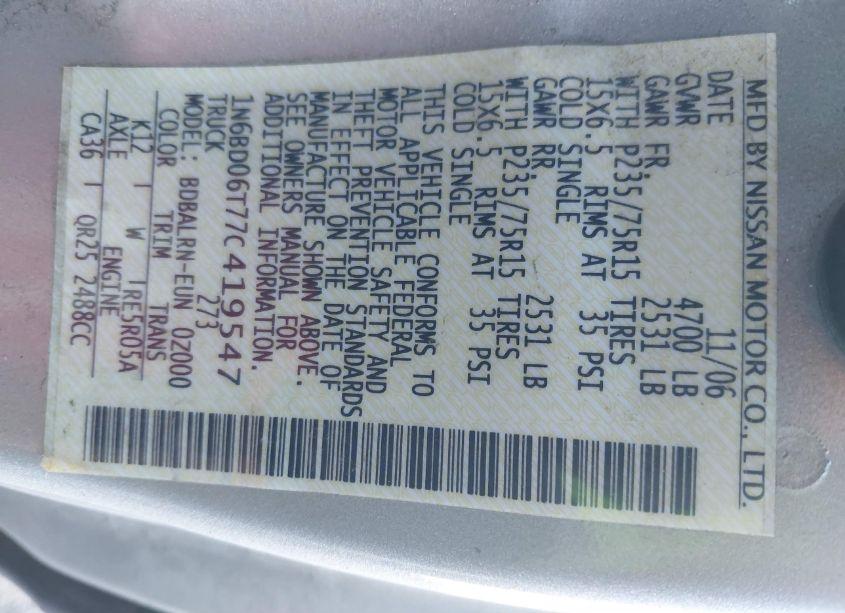 MFD BY NISSAN MOTOR CO., LTD.
DATE 11/06
GVWR 4700 LB
GAWR FR. 2531 LB
WITH P235/75R15 TIRES
15X6.5 RIMS AT 35 PSI
COLD SINGLE
GAWR RR. 2531 LB
WITH P235/75R15 TIRES
15X6.5 RIMS AT 35 PSI
COLD SINGLE
THIS VEHICLE CONFORMS TO
ALL APPLICABLE FEDERAL
MOTOR VEHICLE SAFETY AND
THEFT PREVENTION STANDARDS
IN EFFECT ON THE DATE OF
MANUFACTURE SHOWN ABOVE.
SEE OWNERS MANUAL FOR
ADDITIONAL INFORMATION.
1N6BD06T77C419547
TRUCK 273
MODEL: BDBALRN-EUN 0Z000
COLOR TRIM TRANS
K12 W RE5R05A
AXLE ENGINE
CA36 QR25 2488CC